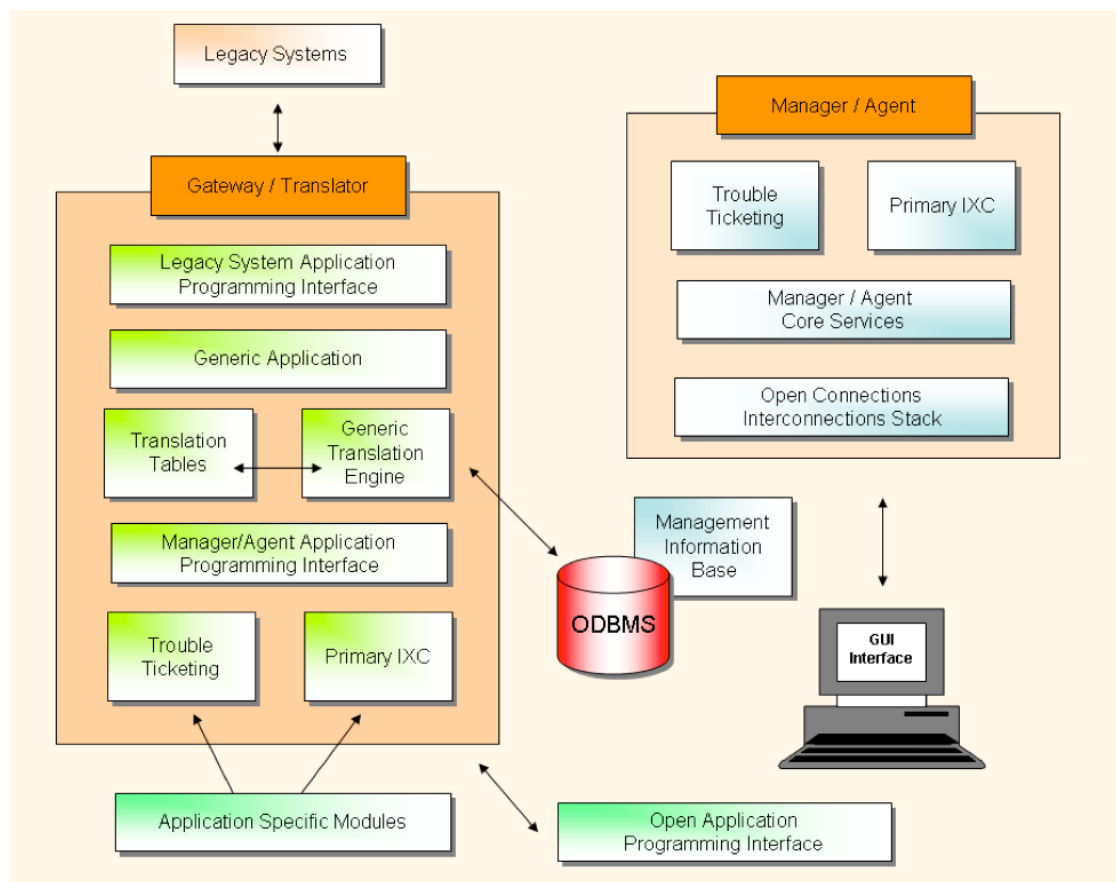 Legacy Systems
Gateway / Translator
Legacy System Application
Programming Interface
Generic Application
Translation
Tables
Generic
Translation
Engine
Manager/Agent Application
Programming Interface
Trouble
Ticketing
Primary IXC
Application Specific Modules
Manager / Agent
Trouble
Ticketing
Primary IXC
Manager / Agent
Core Services
Open Connections
Interconnections Stack
Management
Information
Base
ODBMS
GUI
Interface
Open Application
Programming Interface